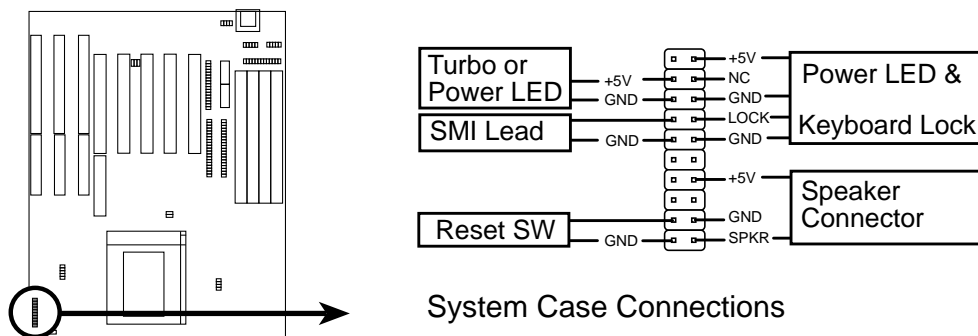 Turbo or
Power LED
+5V
GND
SMI Lead
GND
Reset SW
GND
+5V
NC
GND
LOCK
GND
+5V
GND
SPKR
Power LED &
Keyboard Lock
Speaker
Connector
System Case Connections